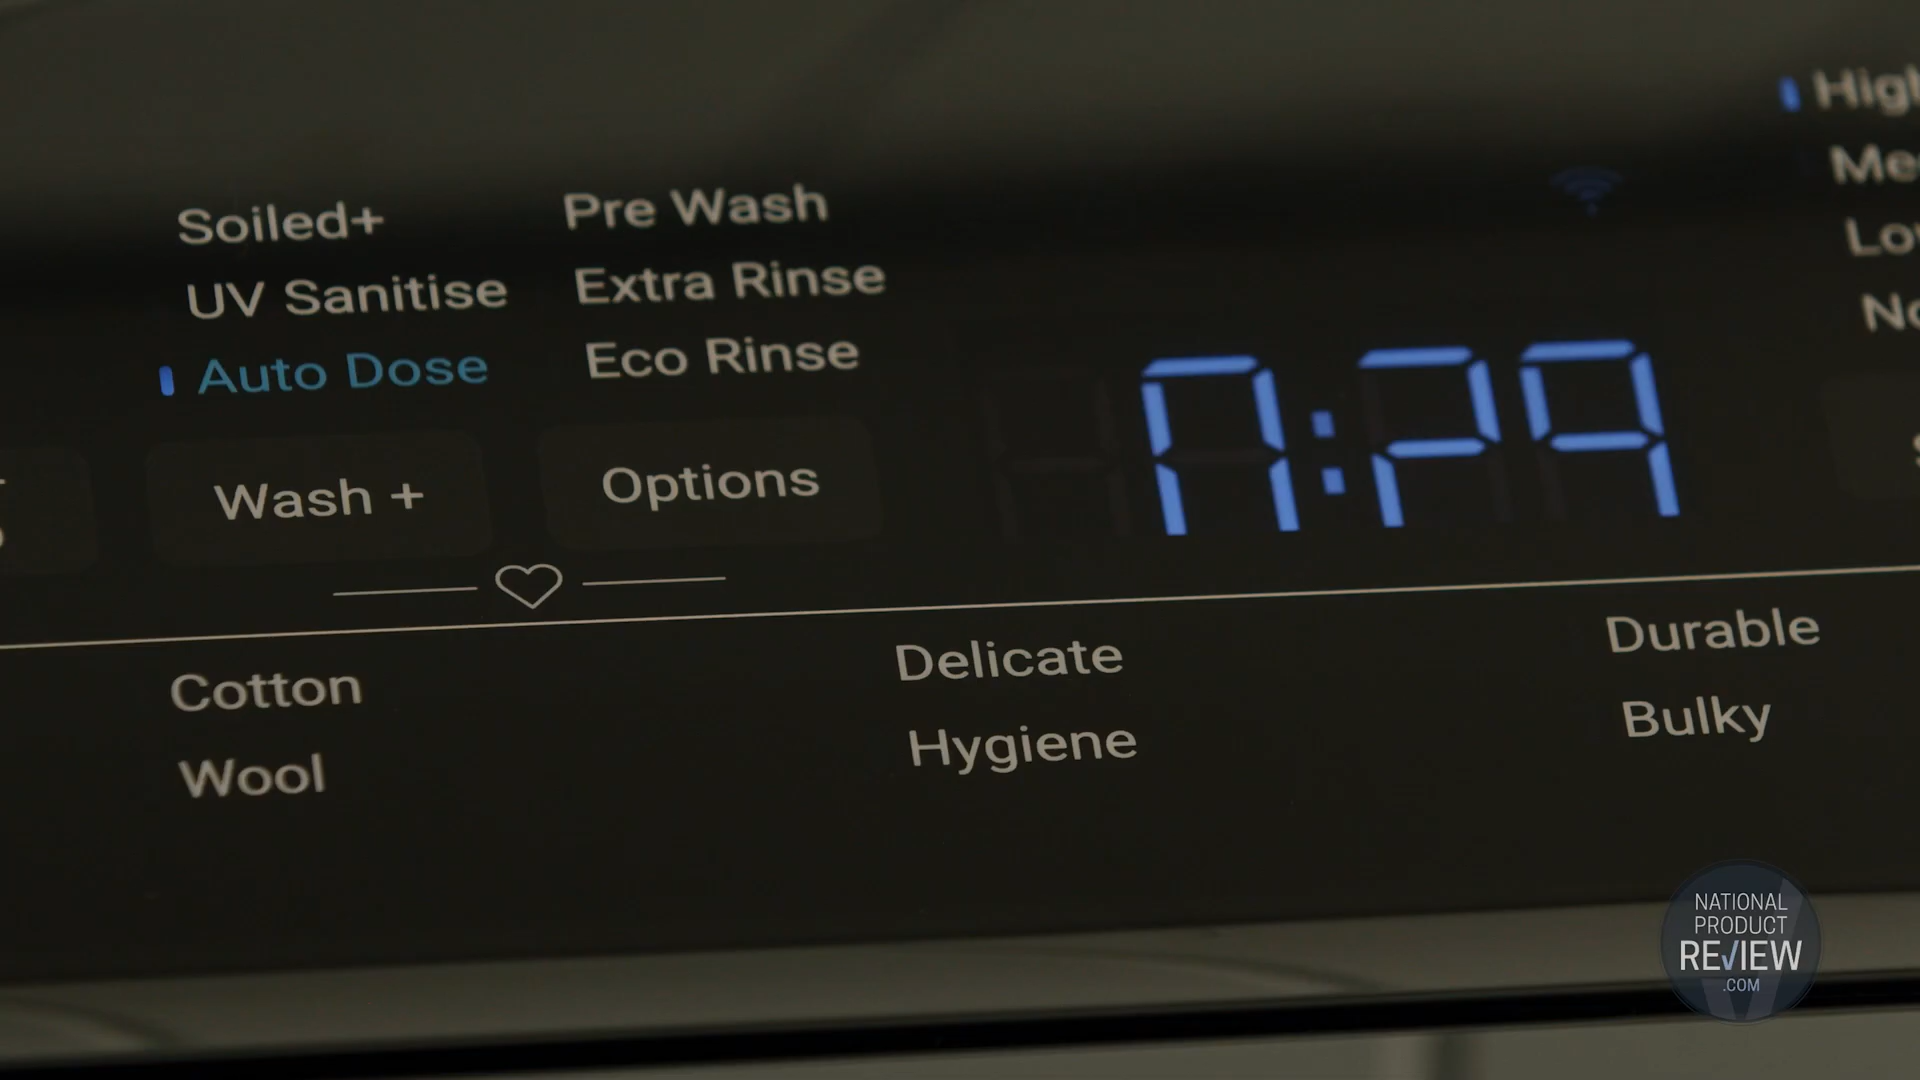 Soiled+
UV Sanitise
Auto Dose
Wash +
Pre Wash
Extra Rinse
Eco Rinse
Options
Cotton
Wool
Delicate
Hygiene
Durable
Bulky
NATIONAL
PRODUCT
REVIEW
.COM